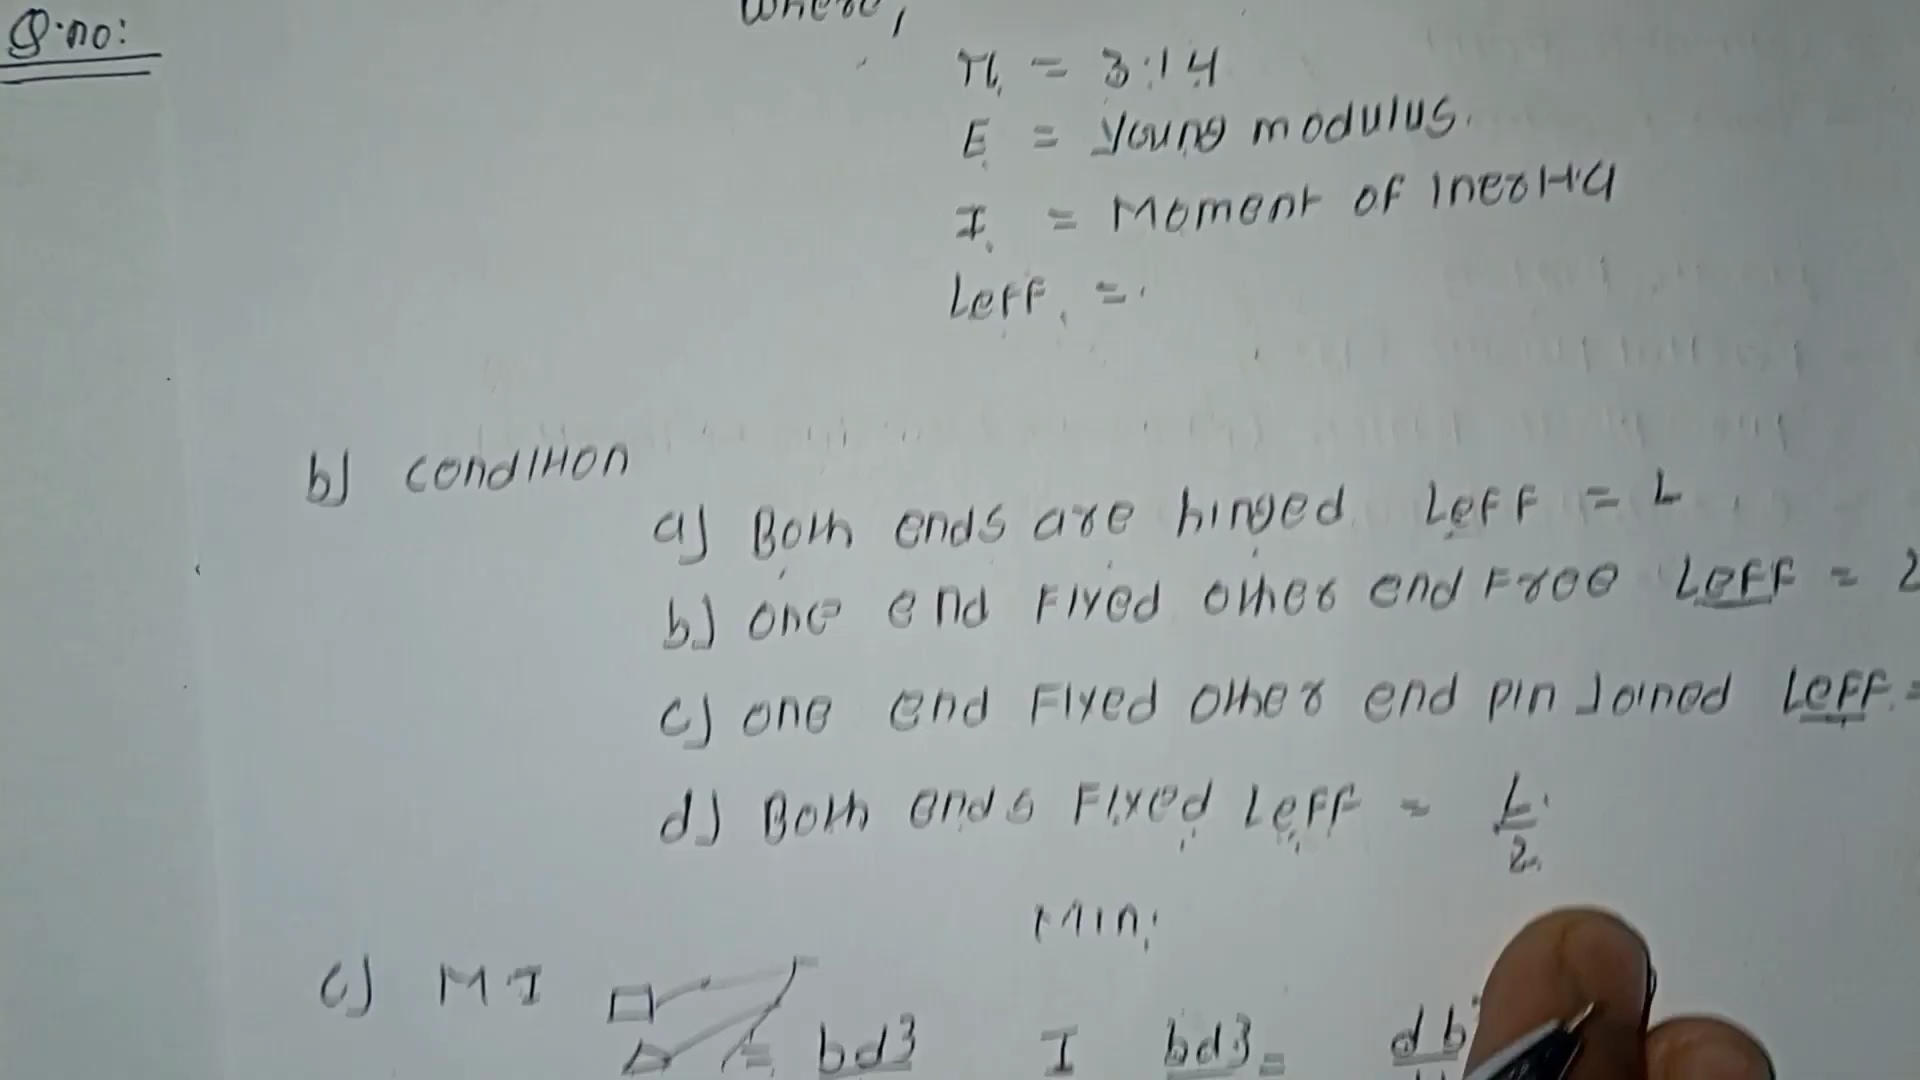 Q.no:
Where,
π = 3.14
E = Young modulus.
I = Moment of Inertia
Leff =
b) condition
a) Both ends are hinged Leff = L
b) one end Fixed other end Free Leff = 2
c) one end Fixed other end pin Joined Leff =
d) Both ends Fixed Leff = L/2
Min
c) M I
= bd3 I bd3 = db